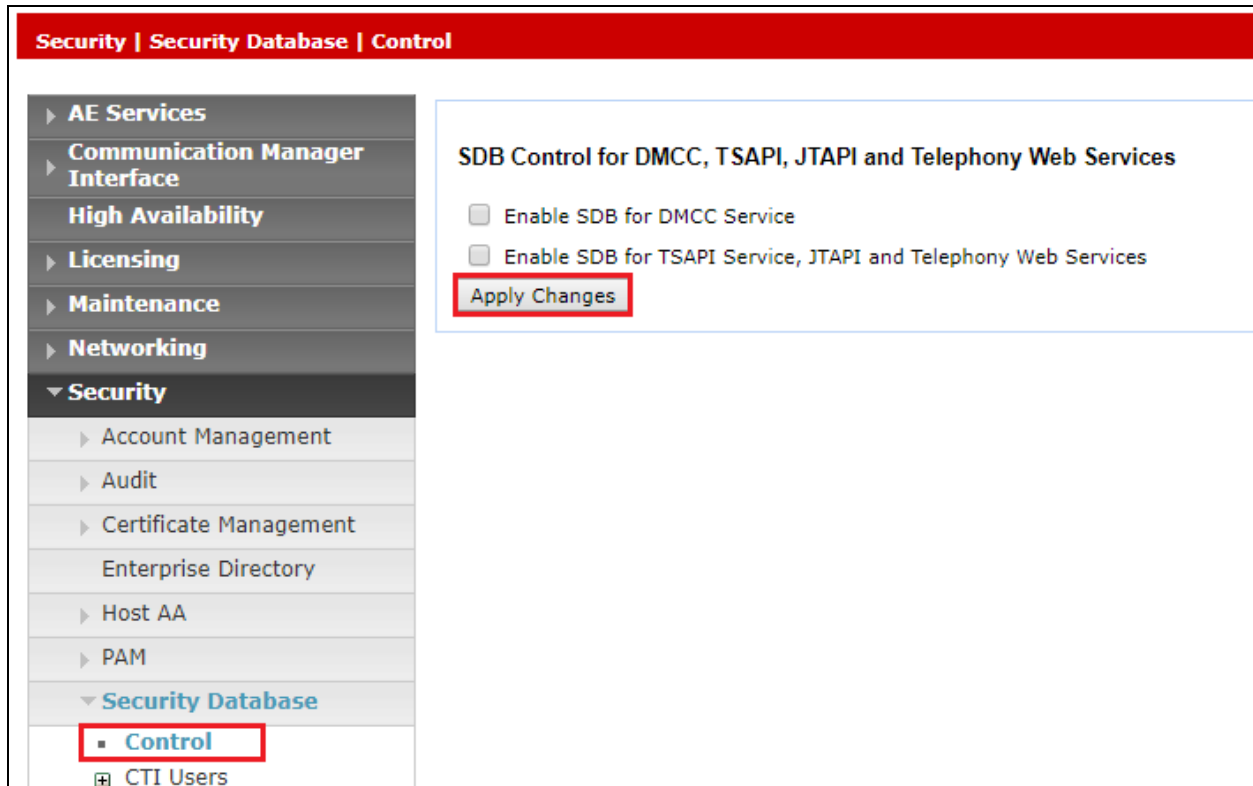 Security | Security Database | Control
AE Services
Communication Manager
Interface
High Availability
Licensing
Maintenance
Networking
Security
Account Management
Audit
Certificate Management
Enterprise Directory
Host AA
PAM
Security Database
Control
CTI Users
SDB Control for DMCC, TSAPI, JTAPI and Telephony Web Services
Enable SDB for DMCC Service
Enable SDB for TSAPI Service, JTAPI and Telephony Web Services
Apply Changes